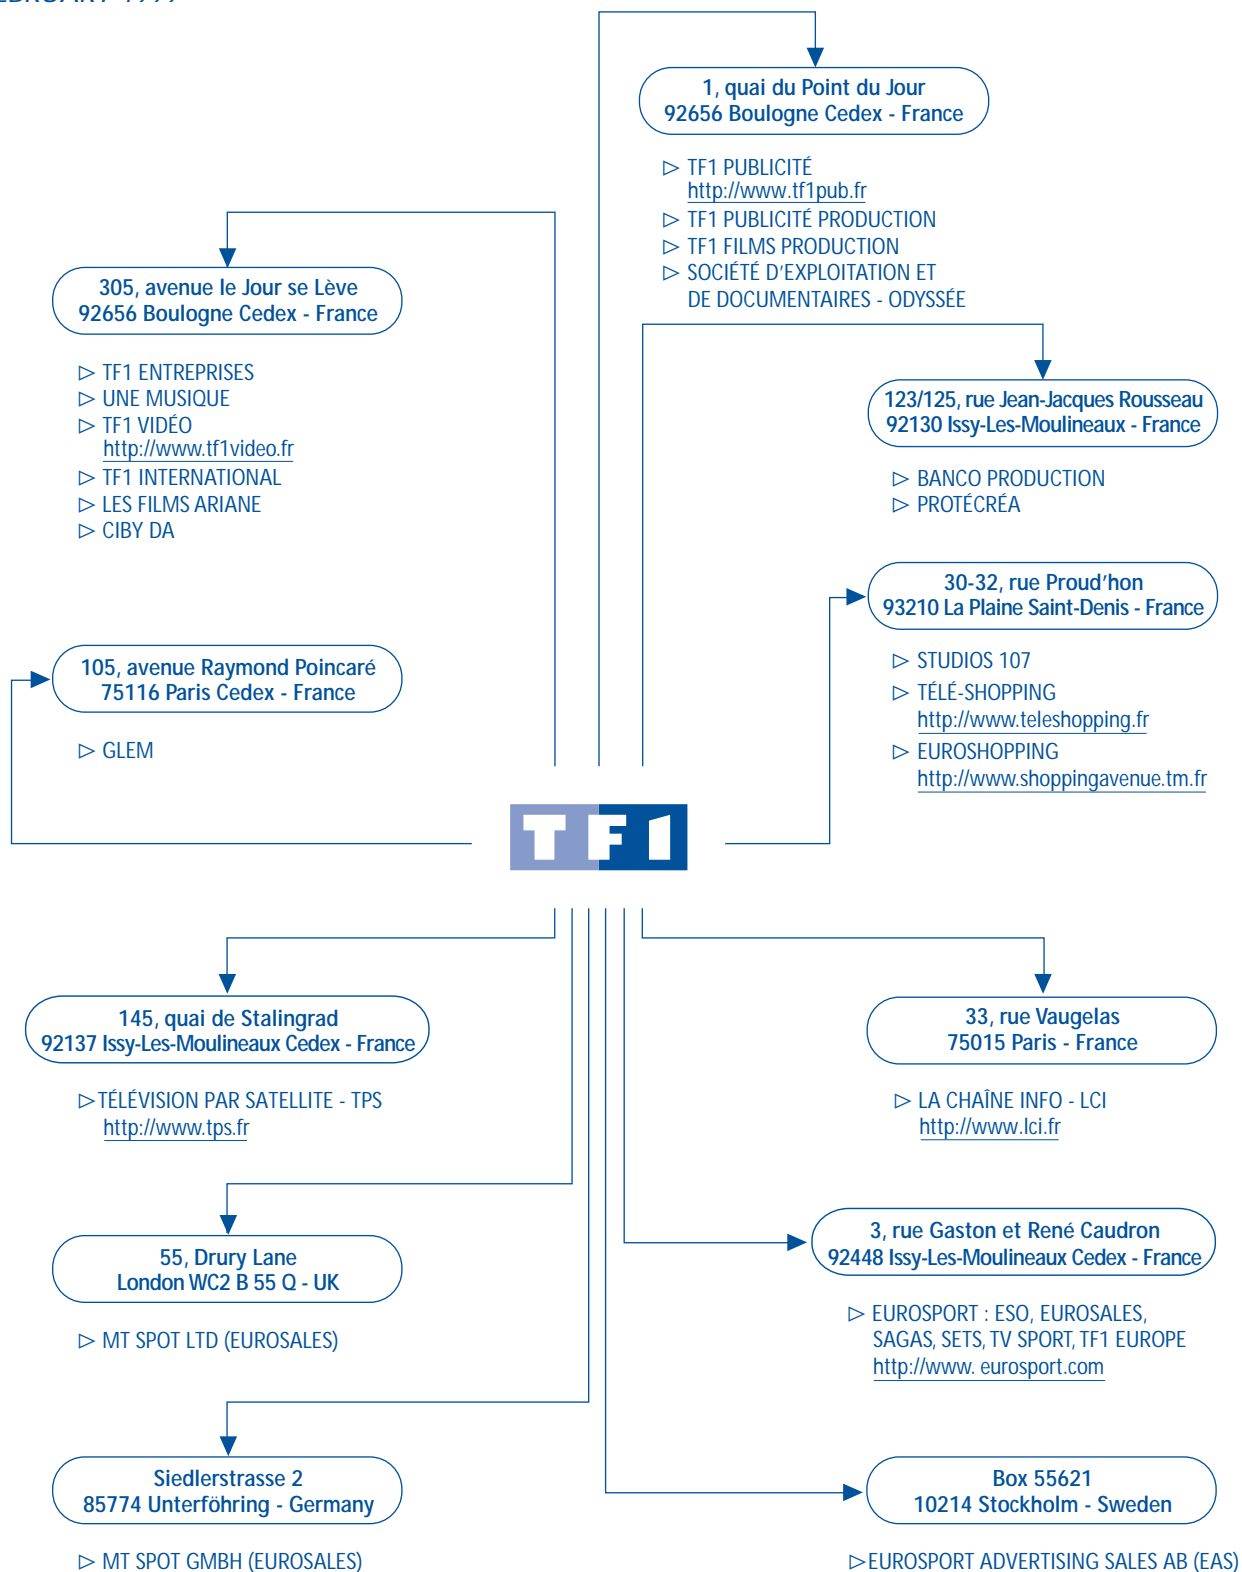 1, quai du Point du Jour
92656 Boulogne Cedex - France
▷ TF1 PUBLICITÉ
http://www.tf1pub.fr
▷ TF1 PUBLICITÉ PRODUCTION
▷ TF1 FILMS PRODUCTION
▷ SOCIÉTÉ D'EXPLOITATION ET
DE DOCUMENTAIRES - ODYSSÉE
305, avenue le Jour se Lève
92656 Boulogne Cedex - France
▷ TF1 ENTREPRISES
▷ UNE MUSIQUE
▷ TF1 VIDÉO
http://www.tf1video.fr
▷ TF1 INTERNATIONAL
▷ LES FILMS ARIANE
▷ CIBY DA
123/125, rue Jean-Jacques Rousseau
92130 Issy-Les-Moulineaux - France
▷ BANCO PRODUCTION
▷ PROTÉCRÉA
30-32, rue Proud'hon
93210 La Plaine Saint-Denis - France
▷ STUDIOS 107
▷ TÉLÉ-SHOPPING
http://www.teleshopping.fr
▷ EUROSHOPPING
http://www.shoppingavenue.tm.fr
105, avenue Raymond Poincaré
75116 Paris Cedex - France
▷ GLEM
TF1
145, quai de Stalingrad
92137 Issy-Les-Moulineaux Cedex - France
▷ TÉLÉVISION PAR SATELLITE - TPS
http://www.tps.fr
33, rue Vaugelas
75015 Paris - France
▷ LA CHAÎNE INFO - LCI
http://www.lci.fr
55, Drury Lane
London WC2 B 55 Q - UK
▷ MT SPOT LTD (EUROSALES)
3, rue Gaston et René Caudron
92448 Issy-Les-Moulineaux Cedex - France
▷ EUROSPORT : ESO, EUROSALES,
SAGAS, SETS, TV SPORT, TF1 EUROPE
http://www. eurosport.com
Siedlerstrasse 2
85774 Unterföhring - Germany
▷ MT SPOT GMBH (EUROSALES)
Box 55621
10214 Stockholm - Sweden
▷ EUROSPORT ADVERTISING SALES AB (EAS)